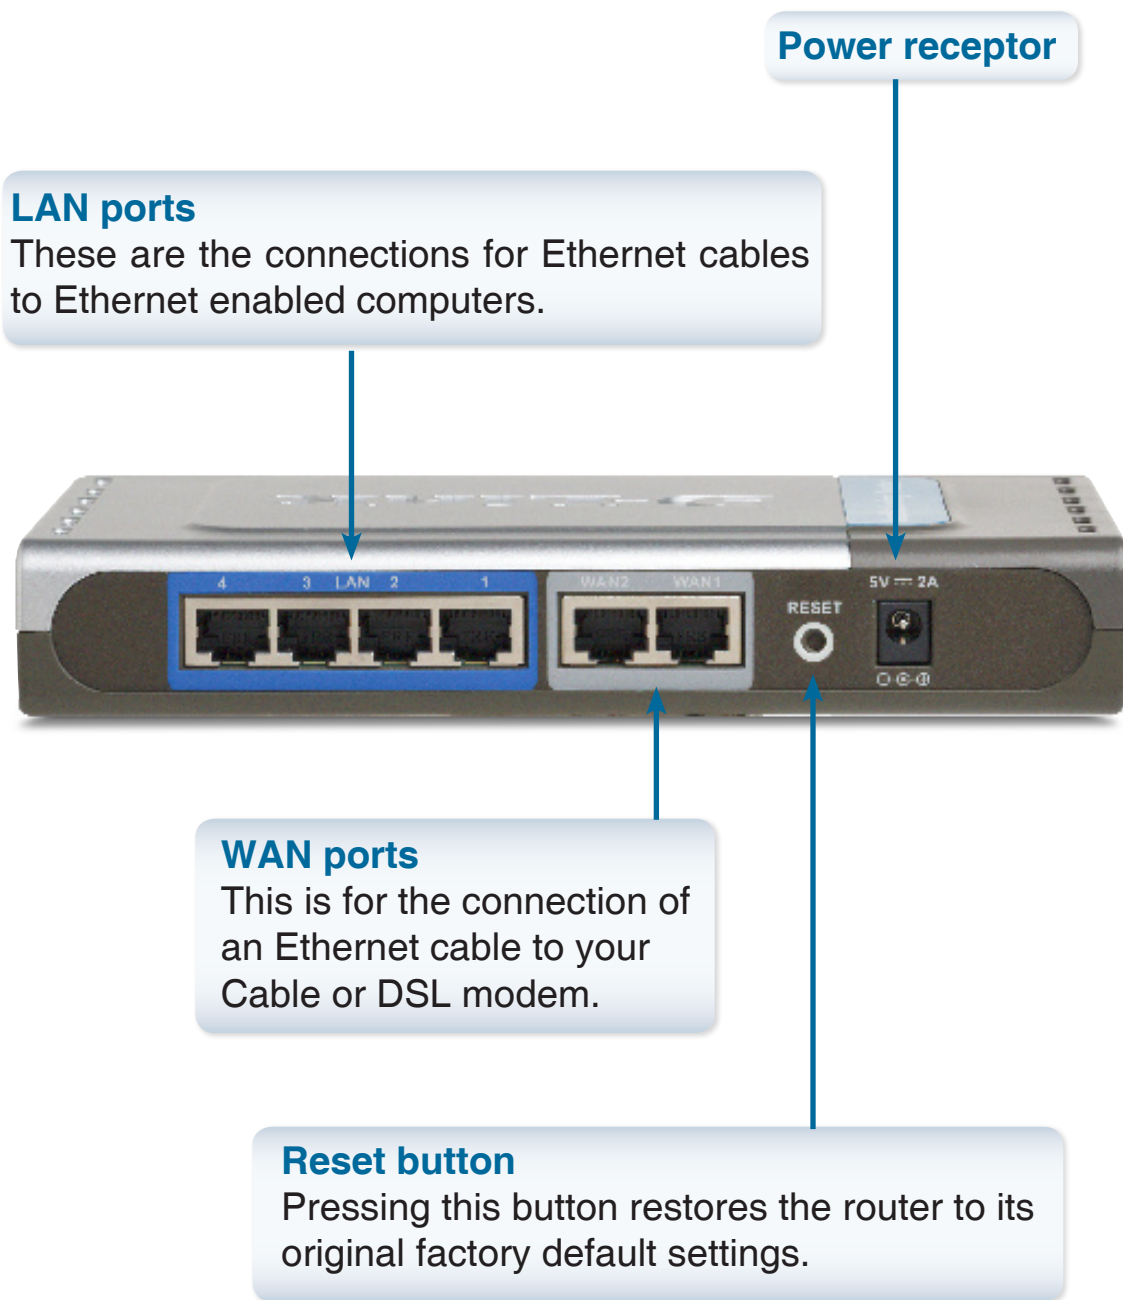 Power receptor
LAN ports
These are the connections for Ethernet cables
to Ethernet enabled computers.
4 3 LAN 2 1
WAN2 WAN1
RESET
5V ⎓ 2A
WAN ports
This is for the connection of
an Ethernet cable to your
Cable or DSL modem.
Reset button
Pressing this button restores the router to its
original factory default settings.